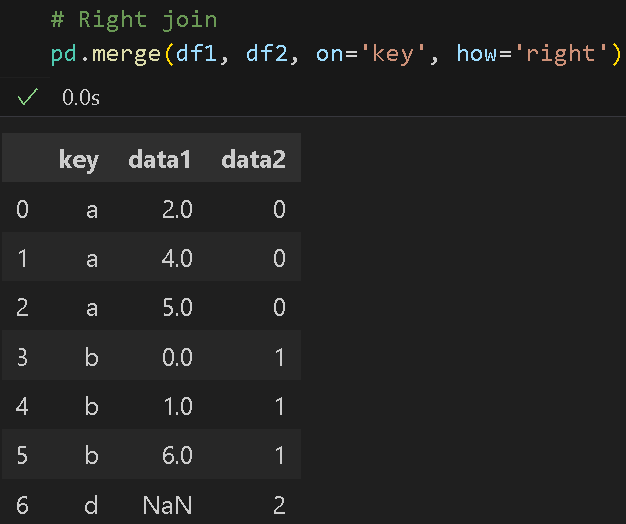 # Right join
pd.merge(df1, df2, on='key', how='right')
0.0s
key data1 data2
0 a 2.0 0
1 a 4.0 0
2 a 5.0 0
3 b 0.0 1
4 b 1.0 1
5 b 6.0 1
6 d NaN 2